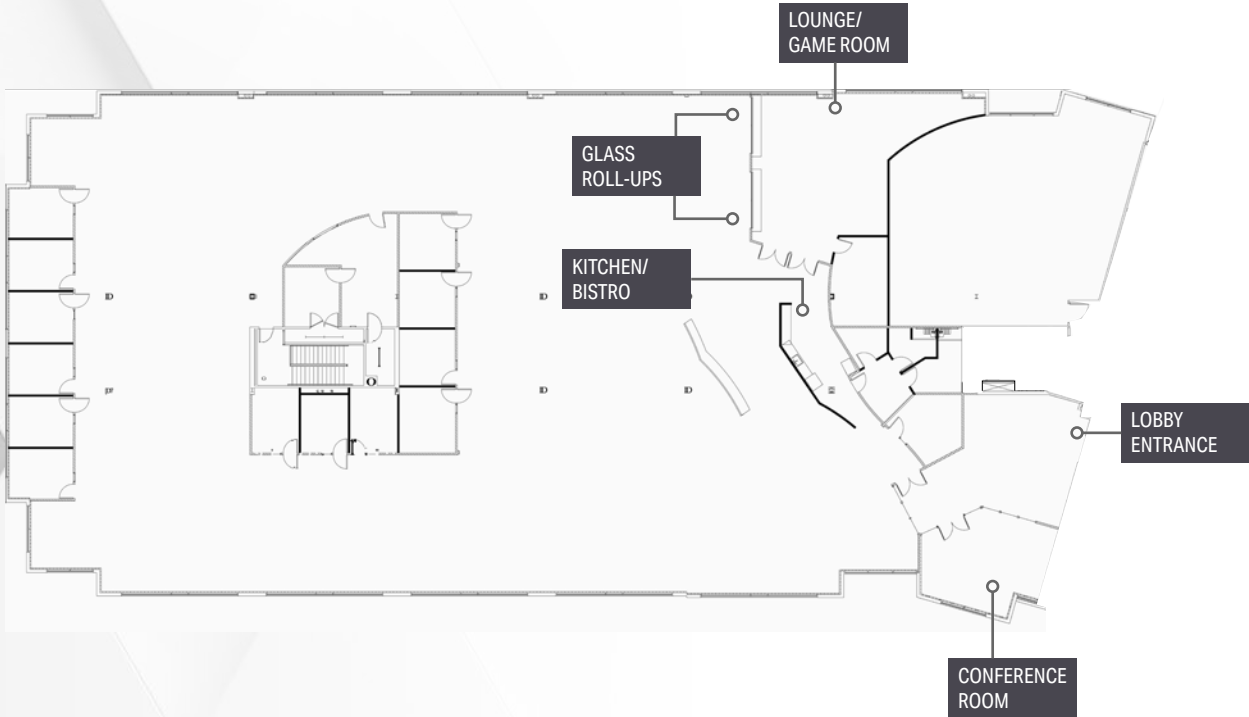 LOUNGE/
GAME ROOM
GLASS
ROLL-UPS
KITCHEN/
BISTRO
LOBBY
ENTRANCE
CONFERENCE
ROOM